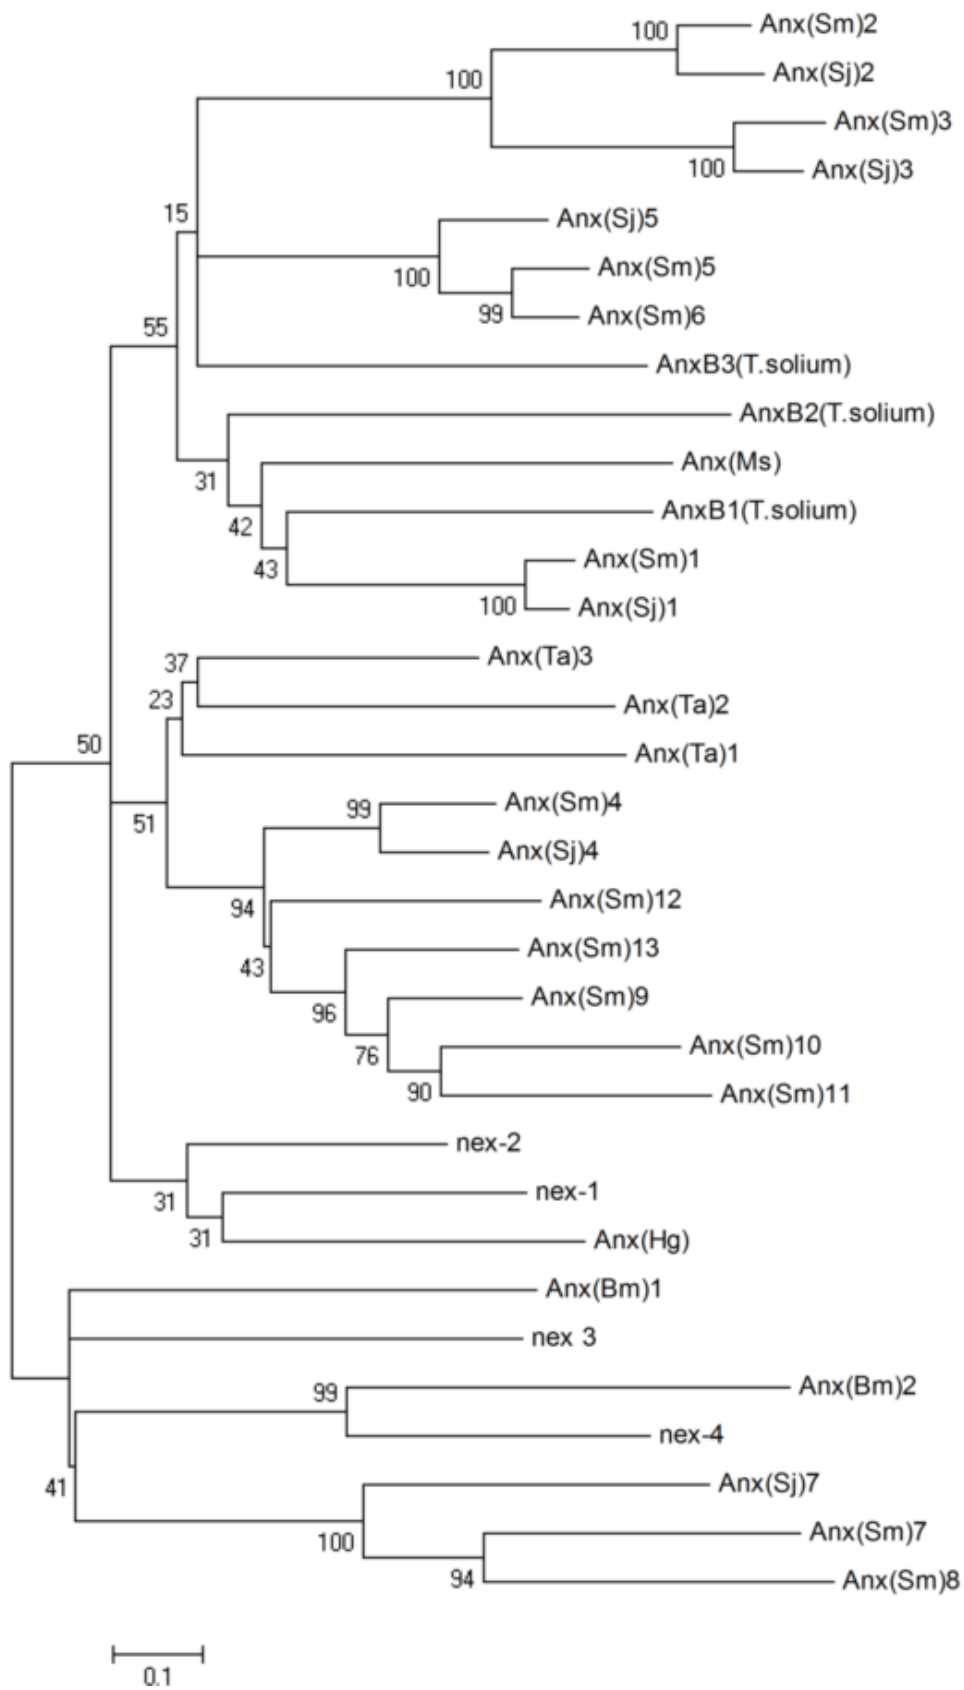 100 Anx(Sm)2
100 Anx(Sj)2
Anx(Sm)3
100 Anx(Sj)3
15 Anx(Sj)5
100 Anx(Sm)5
99 Anx(Sm)6
55 AnxB3(T.solium)
AnxB2(T.solium)
31 Anx(Ms)
42 AnxB1(T.solium)
43 Anx(Sm)1
100 Anx(Sj)1
37 Anx(Ta)3
23 Anx(Ta)2
50 Anx(Ta)1
51 99 Anx(Sm)4
Anx(Sj)4
94 Anx(Sm)12
43 Anx(Sm)13
96 Anx(Sm)9
76 Anx(Sm)10
90 Anx(Sm)11
nex-2
31 nex-1
31 Anx(Hg)
Anx(Bm)1
nex 3
99 Anx(Bm)2
nex-4
41 Anx(Sj)7
100 Anx(Sm)7
94 Anx(Sm)8
0.1